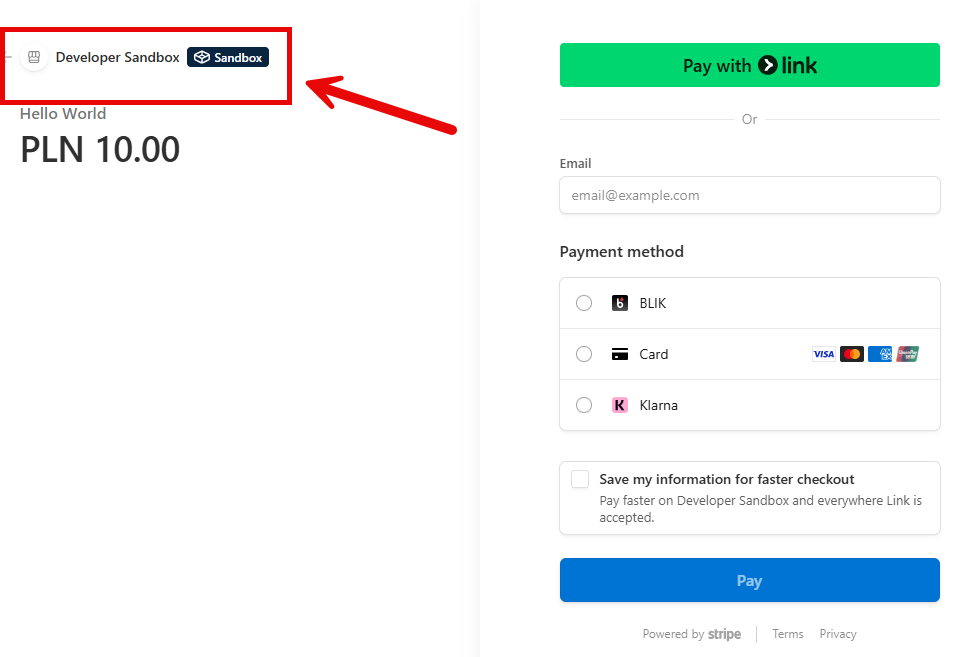 Developer Sandbox Sandbox
Hello World
PLN 10.00
Pay with link
Or
Email
email@example.com
Payment method
BLIK
Card VISA
K Klarna
Save my information for faster checkout
Pay faster on Developer Sandbox and everywhere Link is
accepted.
Pay
Powered by stripe
Terms
Privacy